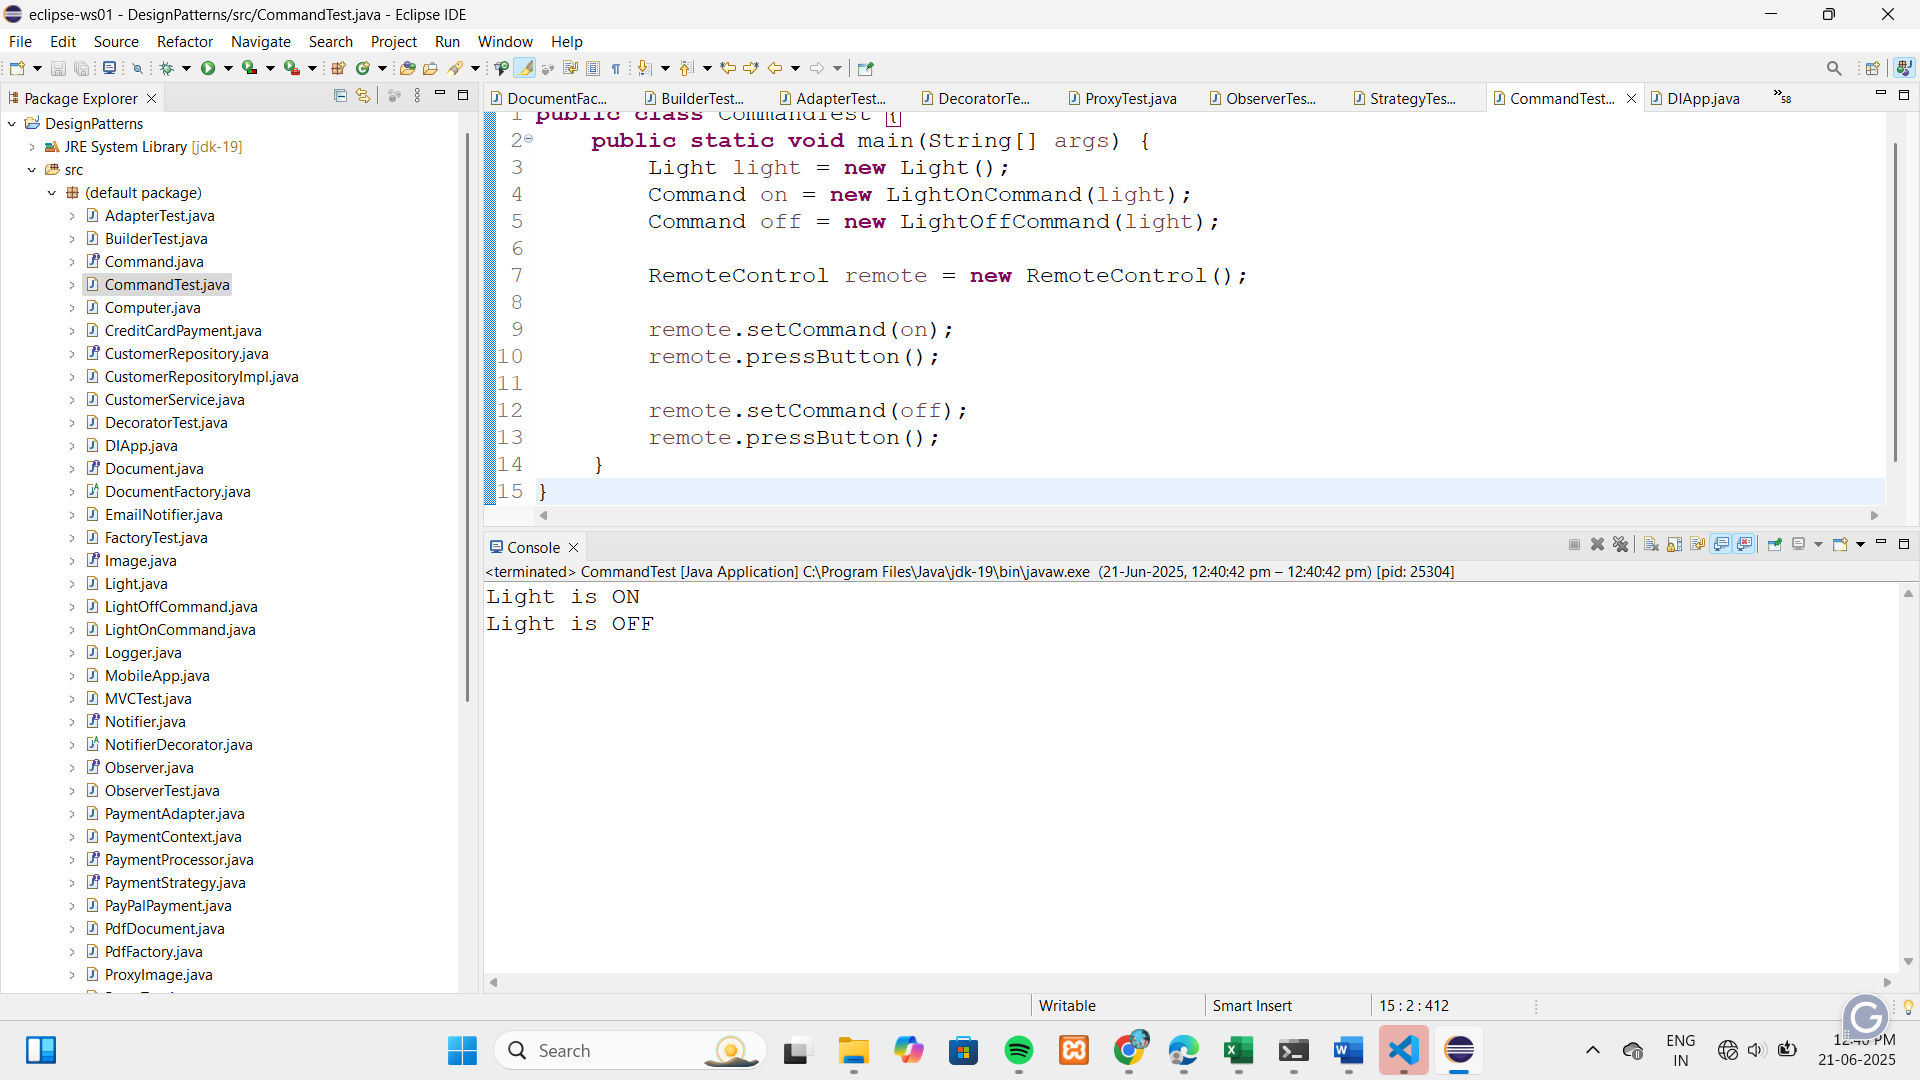 eclipse-ws01 - DesignPatterns/src/CommandTest.java - Eclipse IDE
File Edit Source Refactor Navigate Search Project Run Window Help
Package Explorer
DesignPatterns
JRE System Library [jdk-19]
src
(default package)
AdapterTest.java
BuilderTest.java
Command.java
CommandTest.java
Computer.java
CreditCardPayment.java
CustomerRepository.java
CustomerRepositoryImpl.java
CustomerService.java
DecoratorTest.java
DIApp.java
Document.java
DocumentFactory.java
EmailNotifier.java
FactoryTest.java
Image.java
Light.java
LightOffCommand.java
LightOnCommand.java
Logger.java
MobileApp.java
MVCTest.java
Notifier.java
NotifierDecorator.java
Observer.java
ObserverTest.java
PaymentAdapter.java
PaymentContext.java
PaymentProcessor.java
PaymentStrategy.java
PayPalPayment.java
PdfDocument.java
PdfFactory.java
ProxyImage.java
DocumentFac... BuilderTest... AdapterTest... DecoratorTe... ProxyTest.java ObserverTes... StrategyTes... CommandTest... DIApp.java »58
1 public class CommandTest {
2 public static void main(String[] args) {
3 Light light = new Light();
4 Command on = new LightOnCommand(light);
5 Command off = new LightOffCommand(light);
6
7 RemoteControl remote = new RemoteControl();
8
9 remote.setCommand(on);
10 remote.pressButton();
11
12 remote.setCommand(off);
13 remote.pressButton();
14 }
15 }
Console
<terminated> CommandTest [Java Application] C:\Program Files\Java\jdk-19\bin\javaw.exe (21-Jun-2025, 12:40:42 pm – 12:40:42 pm) [pid: 25304]
Light is ON
Light is OFF
Writable Smart Insert 15 : 2 : 412
Search
ENG
IN
12:40 PM
21-06-2025